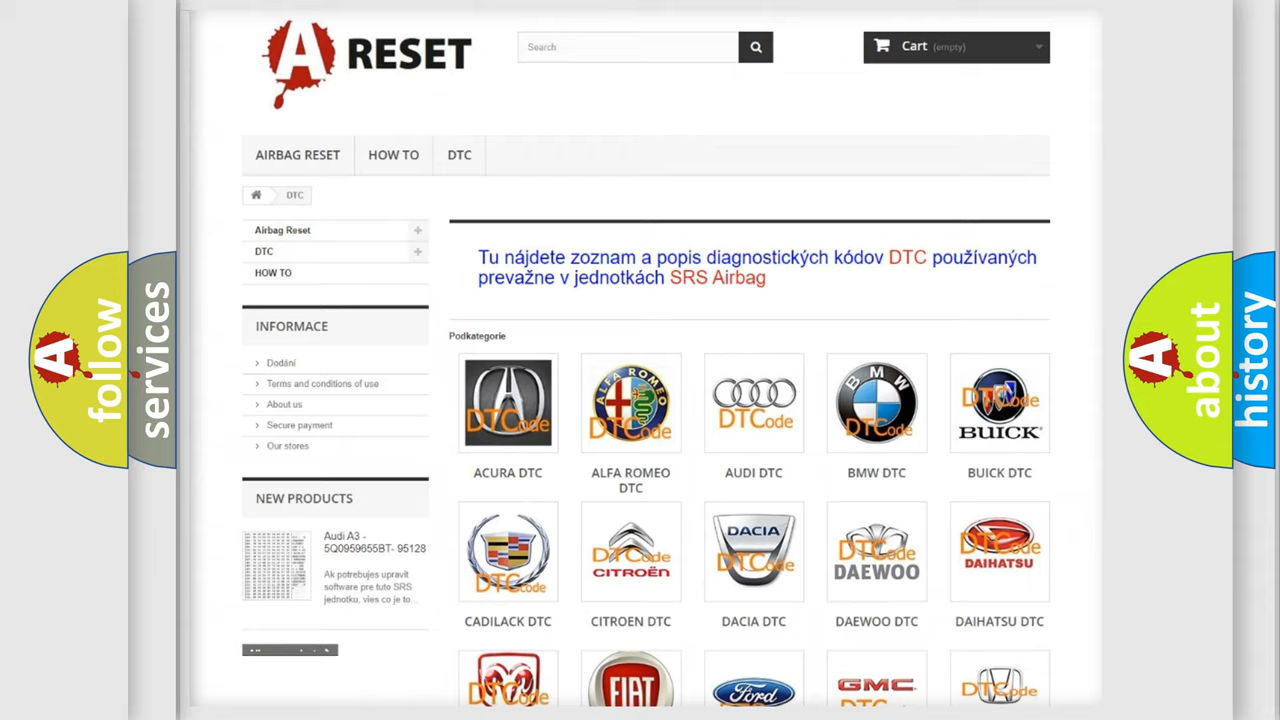 A RESET
Search
Cart (empty)
AIRBAG RESET
HOW TO
DTC
DTC
Airbag Reset
DTC
HOW TO
Tu nájdete zoznam a popis diagnostických kódov DTC používaných
prevažne v jednotkách SRS Airbag
INFORMACE
Dodání
Terms and conditions of use
About us
Secure payment
Our stores
NEW PRODUCTS
Audi A3 -
5Q0959655BT- 95128
Ak potrebujes upravit
software pre tuto SRS
jednotku, vies co je to...
Podkategorie
DTCode
ALFA ROMEO
DTCode
DTCode
BMW
DTCode
DTCode
BUICK
ACURA DTC
ALFA ROMEO
DTC
AUDI DTC
BMW DTC
BUICK DTC
DTCode
DTCode
CITROËN
DACIA
DTCode
DTCode
DAEWOO
DTCode
DAIHATSU
CADILACK DTC
CITROEN DTC
DACIA DTC
DAEWOO DTC
DAIHATSU DTC
DTCode
FIAT
Ford
GMC
DTCode
A follow
services
A about
history